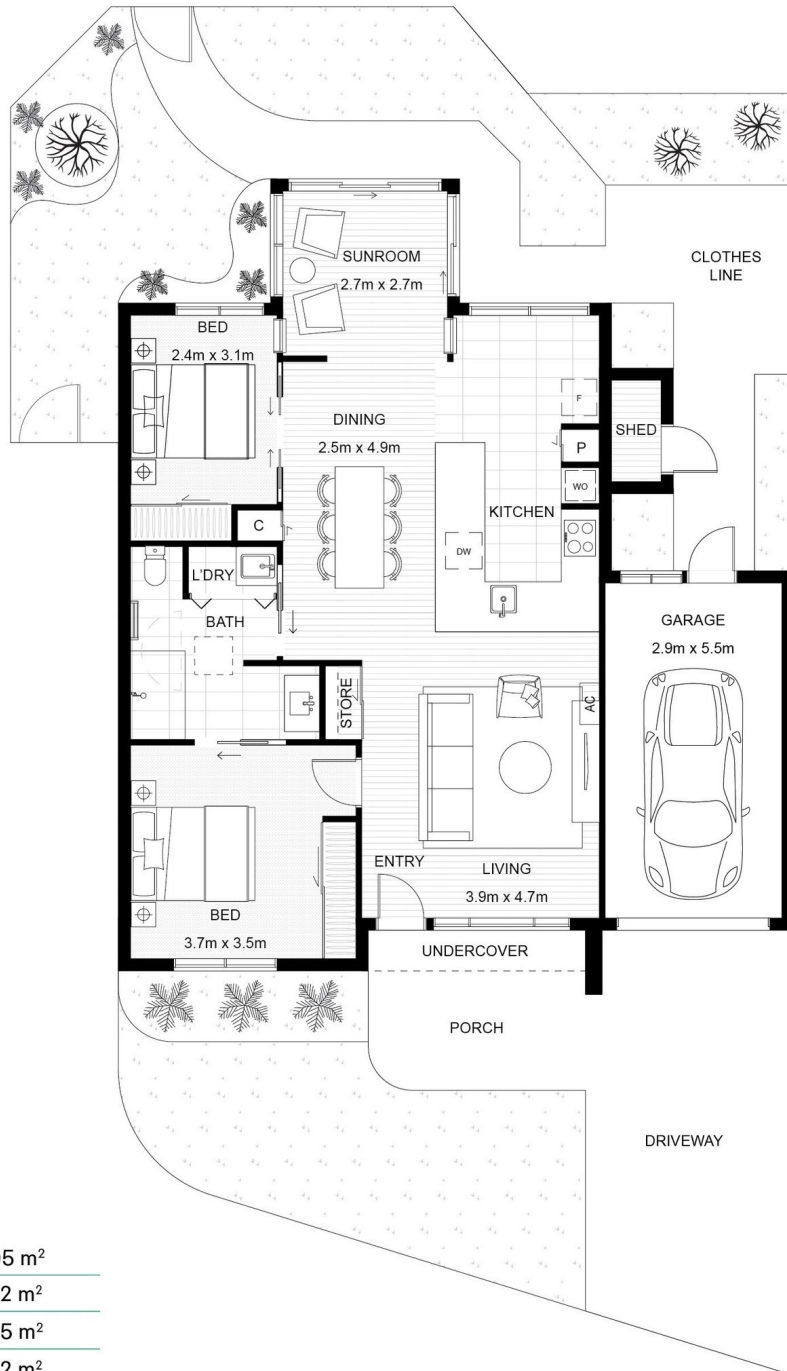 CLOTHES
LINE
SUNROOM
2.7m x 2.7m
BED
2.4m x 3.1m
F
DINING
2.5m x 4.9m
SHED
P
WO
KITCHEN
C
DW
L'DRY
BATH
GARAGE
2.9m x 5.5m
STORE
AC
ENTRY
LIVING
3.9m x 4.7m
BED
3.7m x 3.5m
UNDERCOVER
PORCH
DRIVEWAY
5 m²
2 m²
5 m²
2 m²